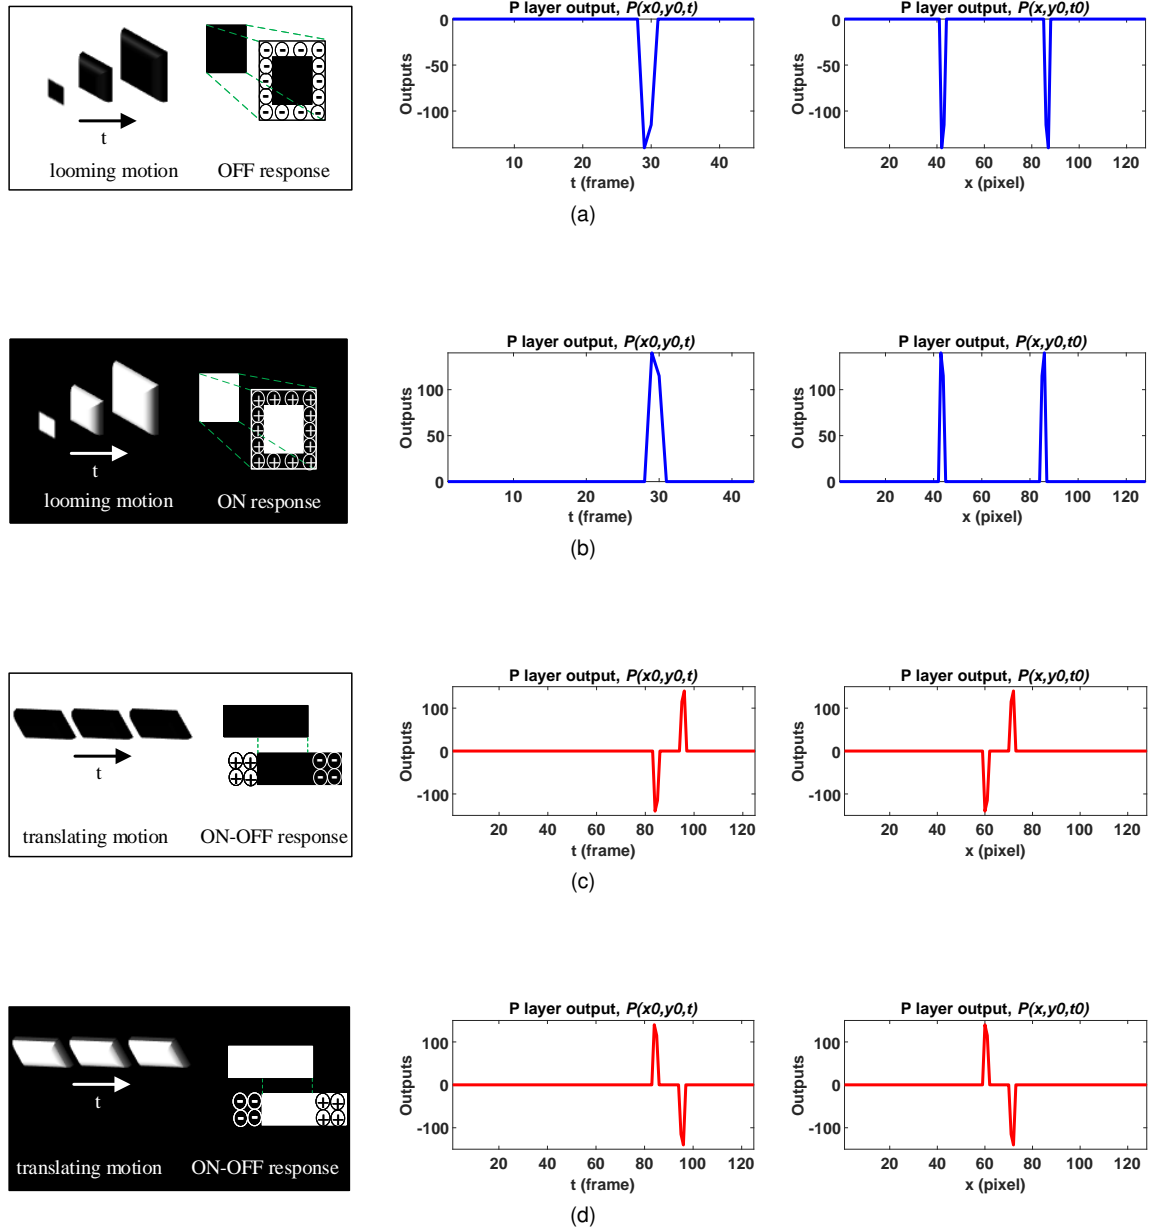 t
looming motion
OFF response
P layer output, P(x0,y0,t)
0
-50
-100
Outputs
10 20 30 40
t (frame)
P layer output, P(x,y0,t0)
0
-50
-100
Outputs
20 40 60 80 100 120
x (pixel)
(a)
t
looming motion
ON response
P layer output, P(x0,y0,t)
100
50
0
Outputs
10 20 30 40
t (frame)
P layer output, P(x,y0,t0)
100
50
0
Outputs
20 40 60 80 100 120
x (pixel)
(b)
t
translating motion
ON-OFF response
P layer output, P(x0,y0,t)
100
0
-100
Outputs
20 40 60 80 100 120
t (frame)
P layer output, P(x,y0,t0)
100
0
-100
Outputs
20 40 60 80 100 120
x (pixel)
(c)
t
translating motion
ON-OFF response
P layer output, P(x0,y0,t)
100
0
-100
Outputs
20 40 60 80 100 120
t (frame)
P layer output, P(x,y0,t0)
100
0
-100
Outputs
20 40 60 80 100 120
x (pixel)
(d)